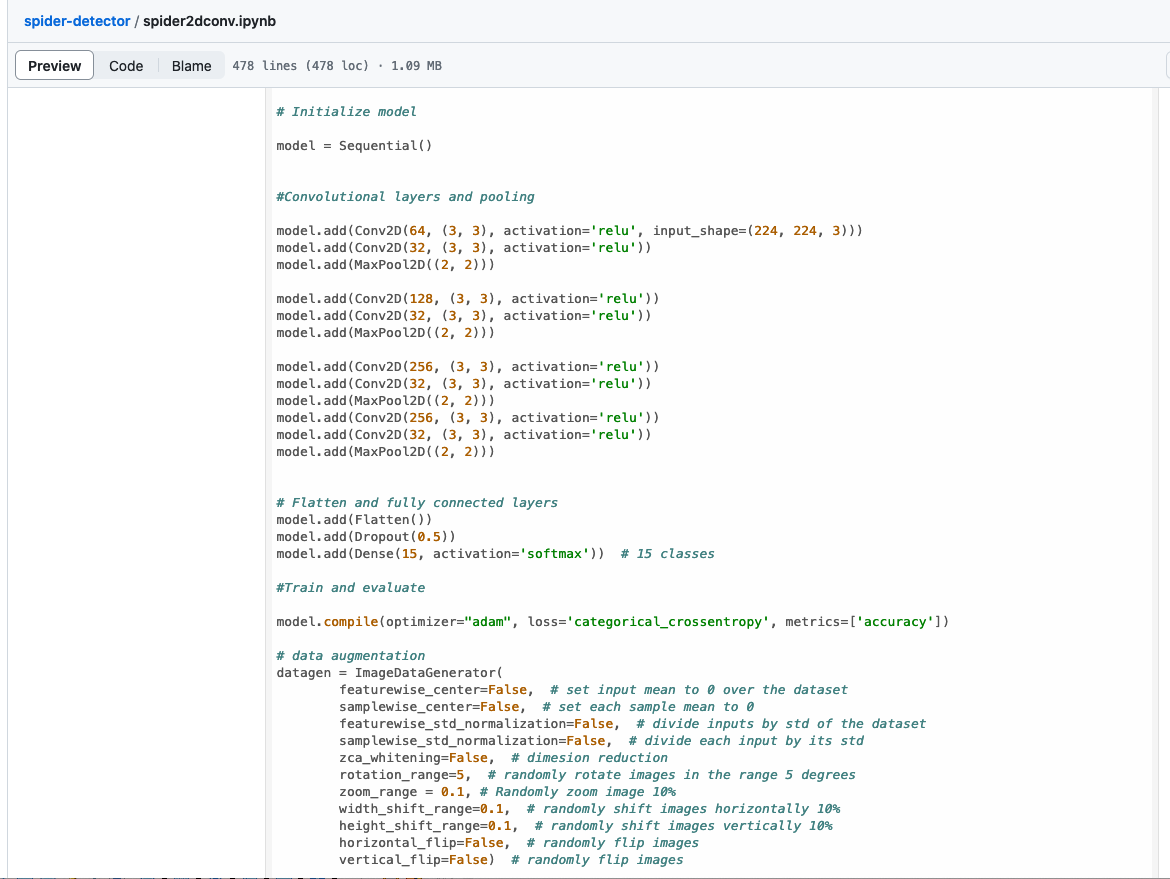 spider-detector / spider2dconv.ipynb
Preview Code Blame 478 lines (478 loc) · 1.09 MB
# Initialize model
model = Sequential()
#Convolutional layers and pooling
model.add(Conv2D(64, (3, 3), activation='relu', input_shape=(224, 224, 3)))
model.add(Conv2D(32, (3, 3), activation='relu'))
model.add(MaxPool2D((2, 2)))
model.add(Conv2D(128, (3, 3), activation='relu'))
model.add(Conv2D(32, (3, 3), activation='relu'))
model.add(MaxPool2D((2, 2)))
model.add(Conv2D(256, (3, 3), activation='relu'))
model.add(Conv2D(32, (3, 3), activation='relu'))
model.add(MaxPool2D((2, 2)))
model.add(Conv2D(256, (3, 3), activation='relu'))
model.add(Conv2D(32, (3, 3), activation='relu'))
model.add(MaxPool2D((2, 2)))
# Flatten and fully connected layers
model.add(Flatten())
model.add(Dropout(0.5))
model.add(Dense(15, activation='softmax'))  # 15 classes
#Train and evaluate
model.compile(optimizer="adam", loss='categorical_crossentropy', metrics=['accuracy'])
# data augmentation
datagen = ImageDataGenerator(
        featurewise_center=False,  # set input mean to 0 over the dataset
        samplewise_center=False,  # set each sample mean to 0
        featurewise_std_normalization=False,  # divide inputs by std of the dataset
        samplewise_std_normalization=False,  # divide each input by its std
        zca_whitening=False,  # dimesion reduction
        rotation_range=5,  # randomly rotate images in the range 5 degrees
        zoom_range = 0.1, # Randomly zoom image 10%
        width_shift_range=0.1,  # randomly shift images horizontally 10%
        height_shift_range=0.1,  # randomly shift images vertically 10%
        horizontal_flip=False,  # randomly flip images
        vertical_flip=False)  # randomly flip images